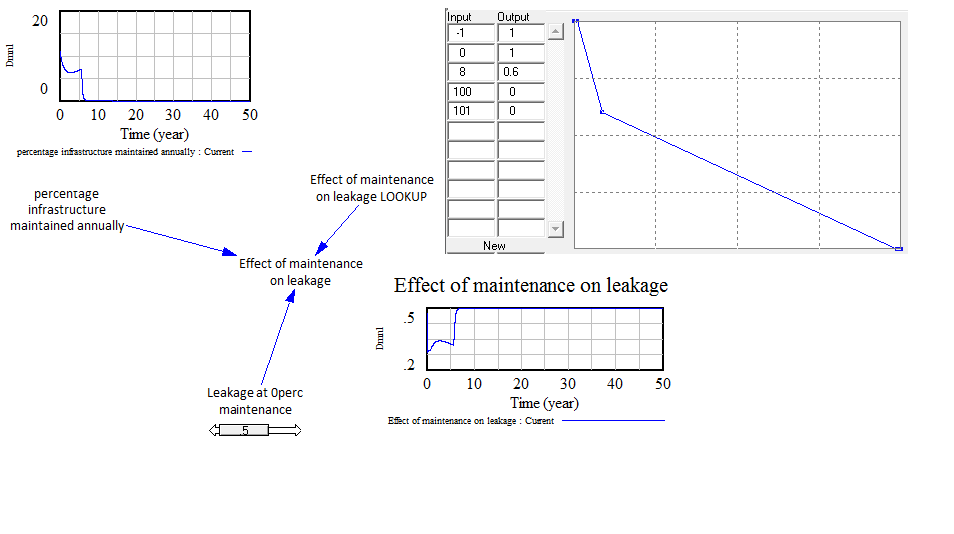 20
Dmnl
0
0 10 20 30 40 50
Time (year)
percentage infrastructure maintained annually : Current
Input Output
-1 1
0 1
8 0.6
100 0
101 0
New
percentage
infrastructure
maintained annually
Effect of maintenance
on leakage LOOKUP
Effect of maintenance
on leakage
Leakage at 0perc
maintenance
.5
Effect of maintenance on leakage
.5
Dmnl
.2
0 10 20 30 40 50
Time (year)
Effect of maintenance on leakage : Current